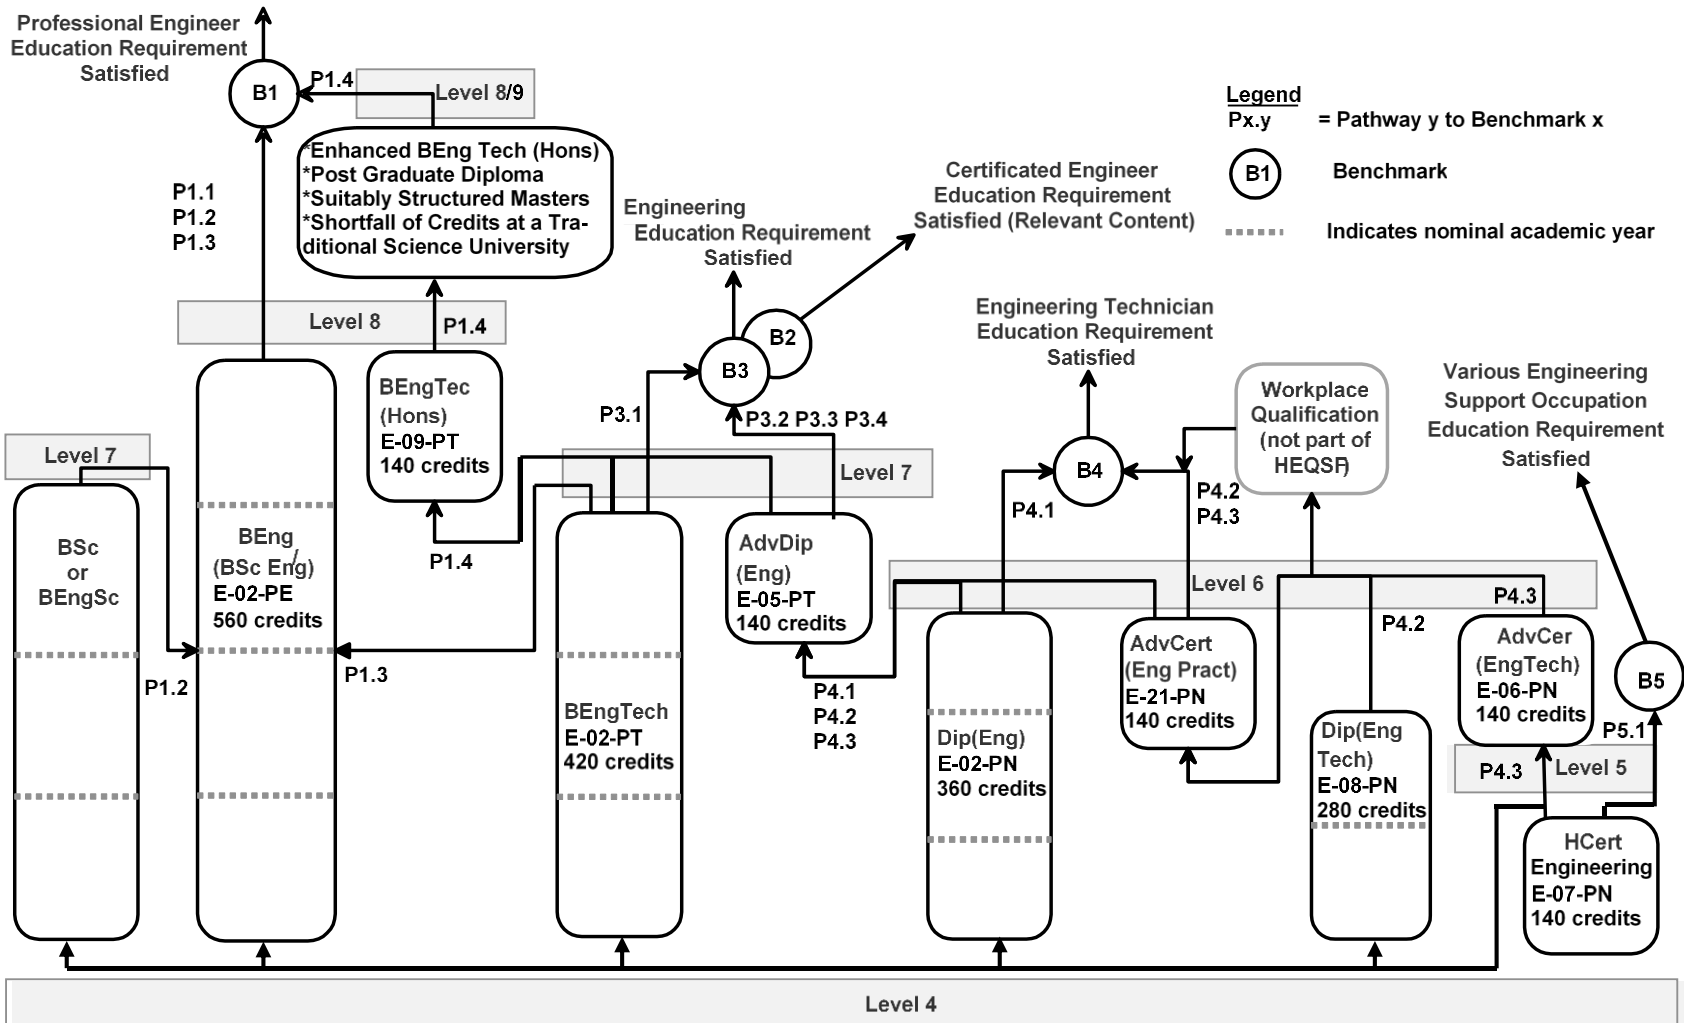 Professional Engineer
Education Requirement
Satisfied
B1
P1.4
Level 8/9
*Enhanced BEng Tech (Hons)
*Post Graduate Diploma
*Suitably Structured Masters
*Shortfall of Credits at a Tra-
ditional Science University
P1.1
P1.2
P1.3
Level 8
P1.4
BEngTec
(Hons)
E-09-PT
140 credits
P1.4
Level 7
BSc
or
BEngSc
P1.2
BEng
/
(BSc Eng)
E-02-PE
560 credits
P1.3
Engineering
Education Requirement
Satisfied
Certificated Engineer
Education Requirement
Satisfied (Relevant Content)
B2
B3
P3.1
P3.2 P3.3 P3.4
Level 7
BEngTech
E-02-PT
420 credits
AdvDip
(Eng)
E-05-PT
140 credits
P4.1
P4.2
P4.3
Legend
Px.y = Pathway y to Benchmark x
B1 Benchmark
Indicates nominal academic year
Engineering Technician
Education Requirement
Satisfied
B4
P4.1
P4.2
P4.3
Workplace
Qualification
(not part of
HEQSF)
Various Engineering
Support Occupation
Education Requirement
Satisfied
Level 6
Dip(Eng)
E-02-PN
360 credits
AdvCert
(Eng Pract)
E-21-PN
140 credits
P4.2
Dip(Eng
Tech)
E-08-PN
280 credits
P4.3
AdvCer
(EngTech)
E-06-PN
140 credits
B5
P5.1
P4.3
Level 5
HCert
Engineering
E-07-PN
140 credits
Level 4